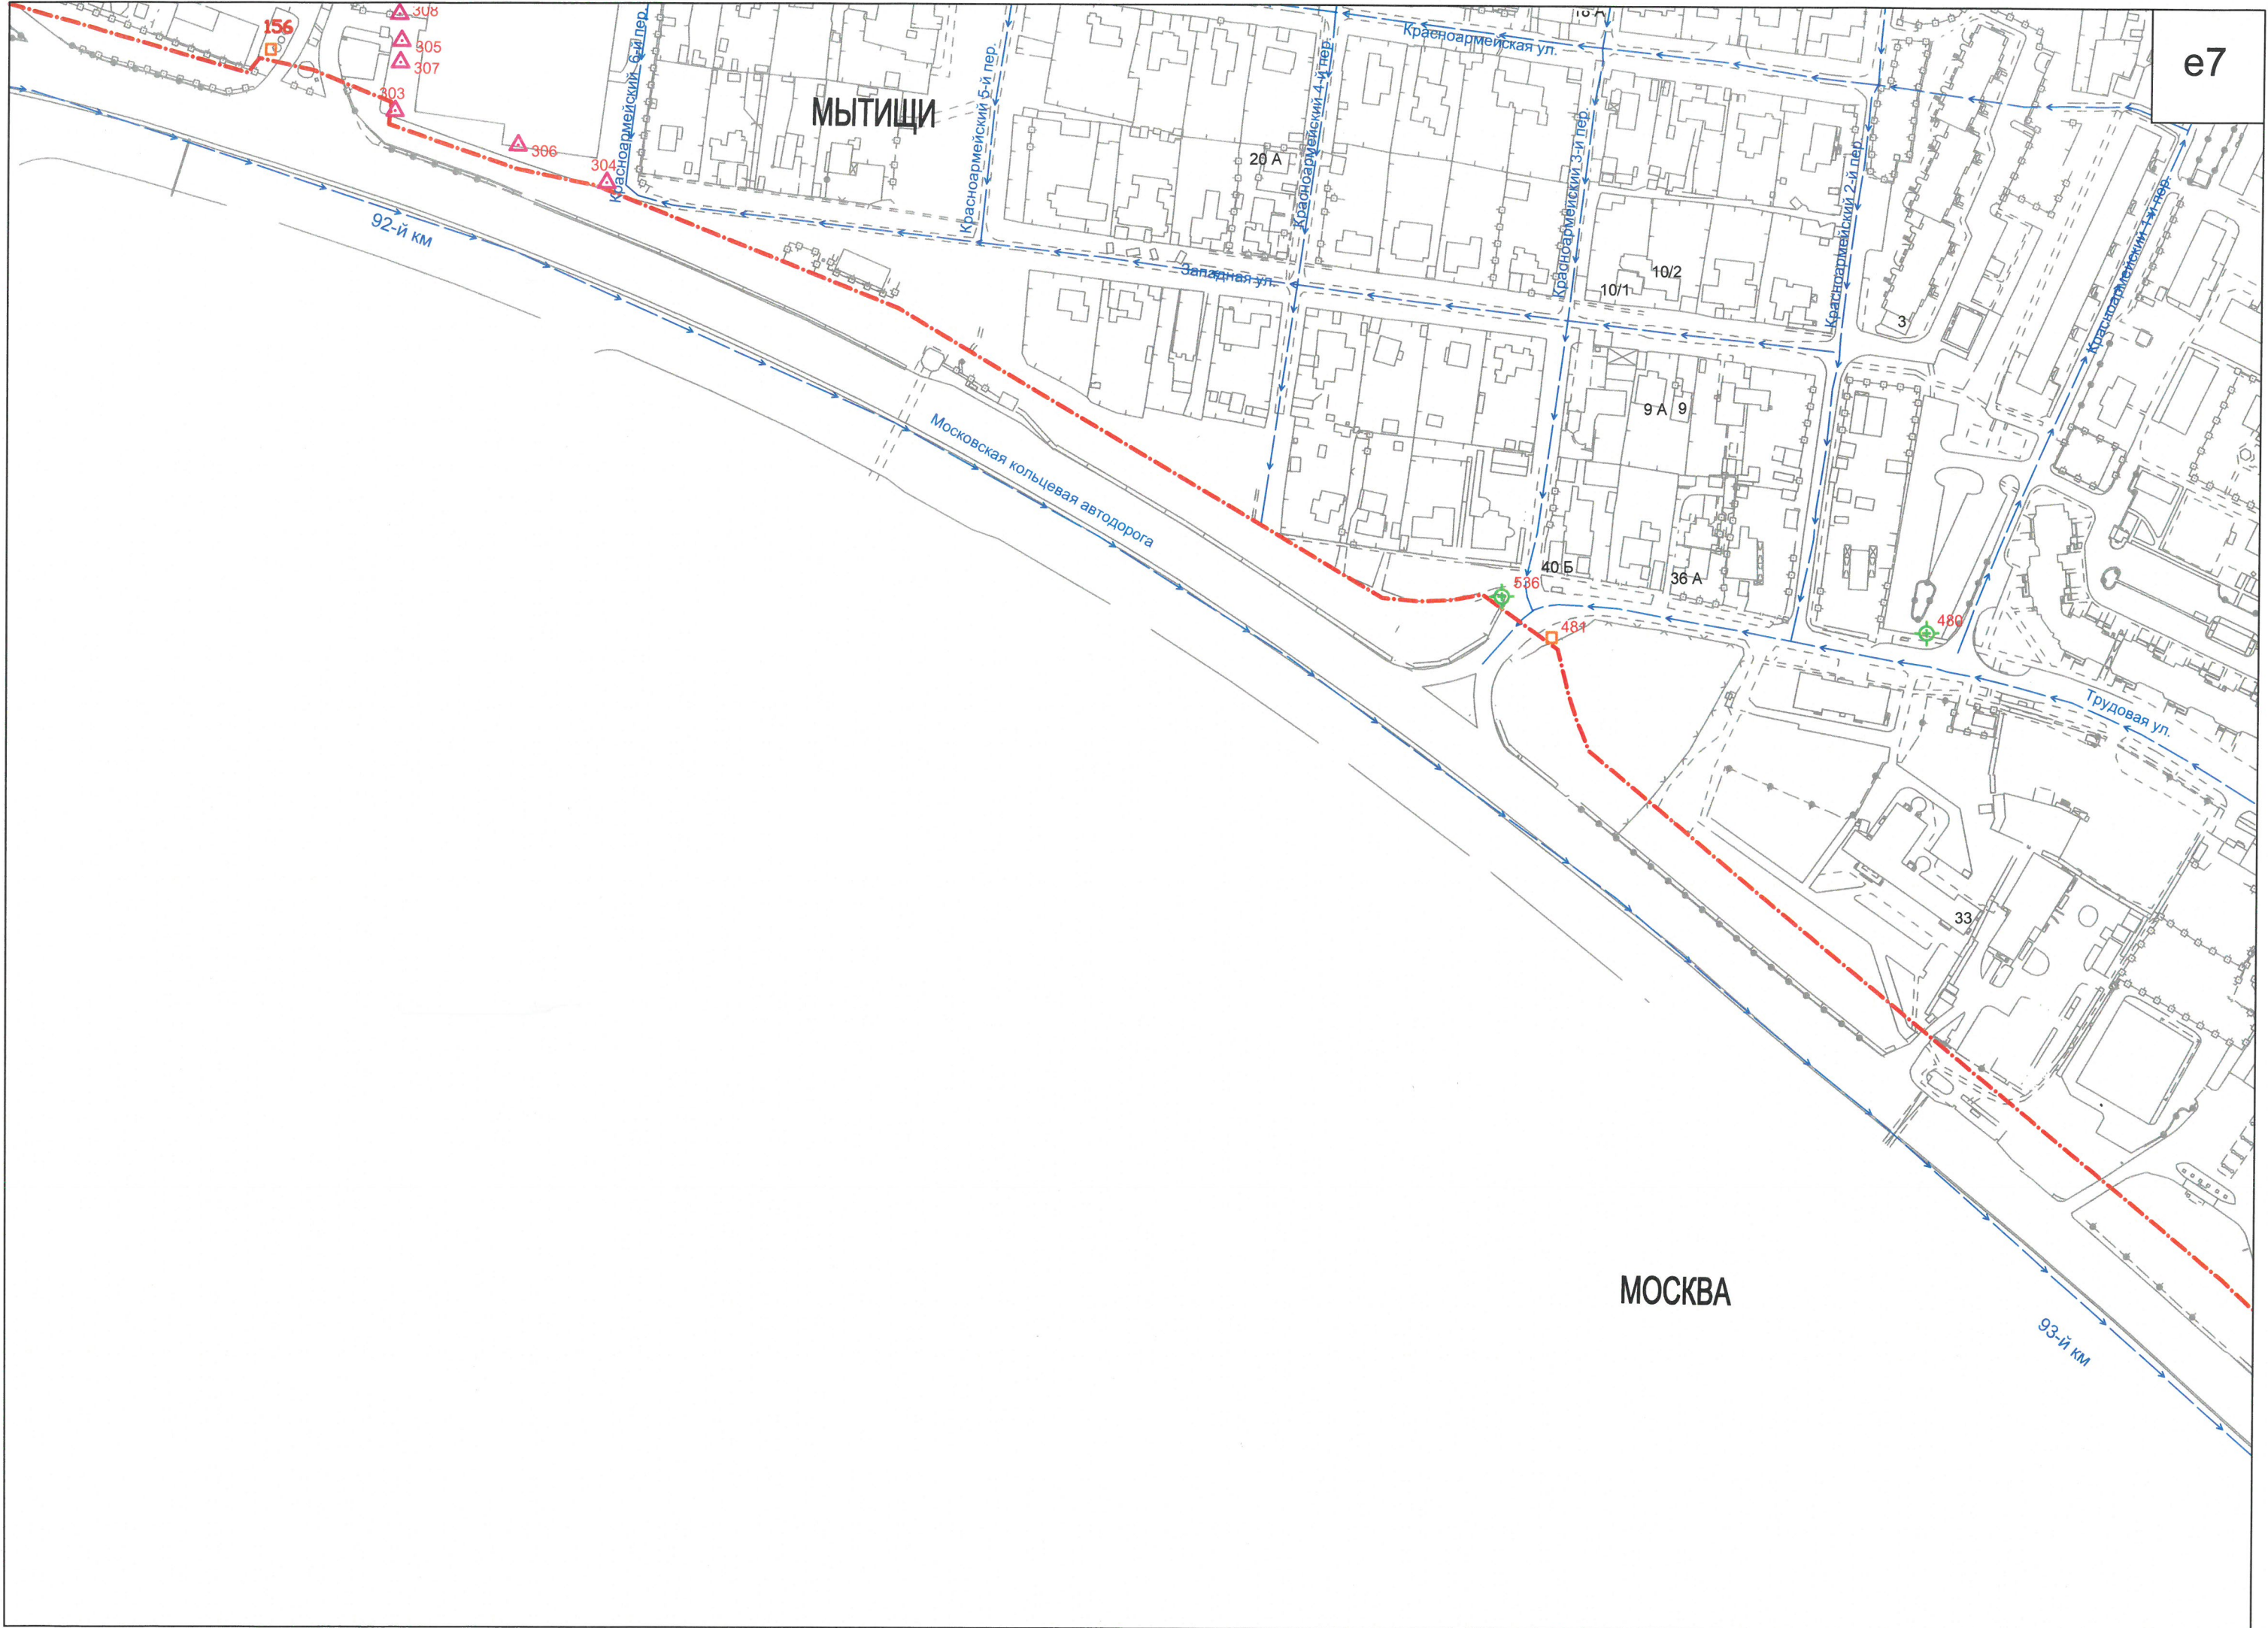 308
156
305
307
303
306
304
Красноармейский 6-й пер.
МЫТИЩИ
Красноармейский 5-й пер.
Красноармейский 4-й пер.
Красноармейская ул.
18 А
Красноармейский 3-й пер.
Красноармейский 2-й пер.
Красноармейский 1-й пер.
е7
20 А
92-й км
Западная ул.
10/2
10/1
3
9 А
9
Московская кольцевая автодорога
536
40 Б
36 А
481
480
Трудовая ул.
33
МОСКВА
93-й км